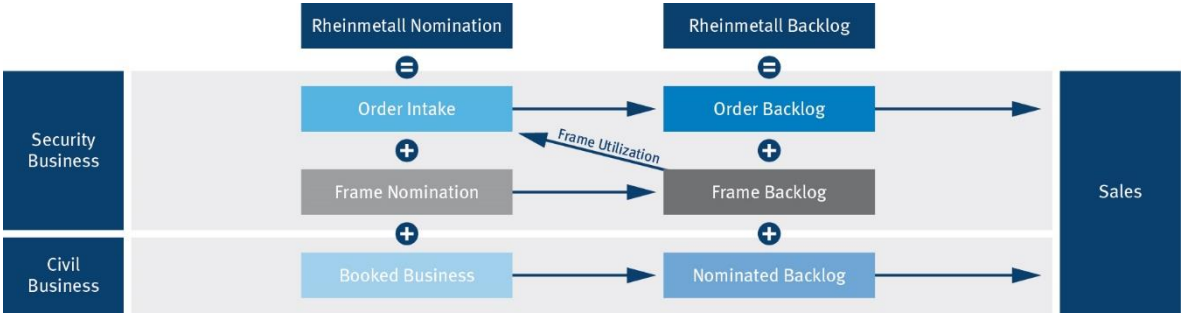 Rheinmetall Nomination
Rheinmetall Backlog
=
=
Security
Business
Order Intake
Order Backlog
+
Frame Utilization
+
Frame Nomination
Frame Backlog
Sales
+
+
Civil
Business
Booked Business
Nominated Backlog